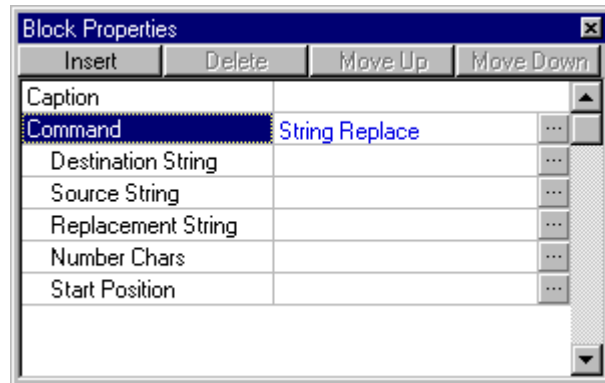 Block Properties
Insert Delete Move Up Move Down
Caption
Command String Replace ...
Destination String ...
Source String ...
Replacement String ...
Number Chars ...
Start Position ...